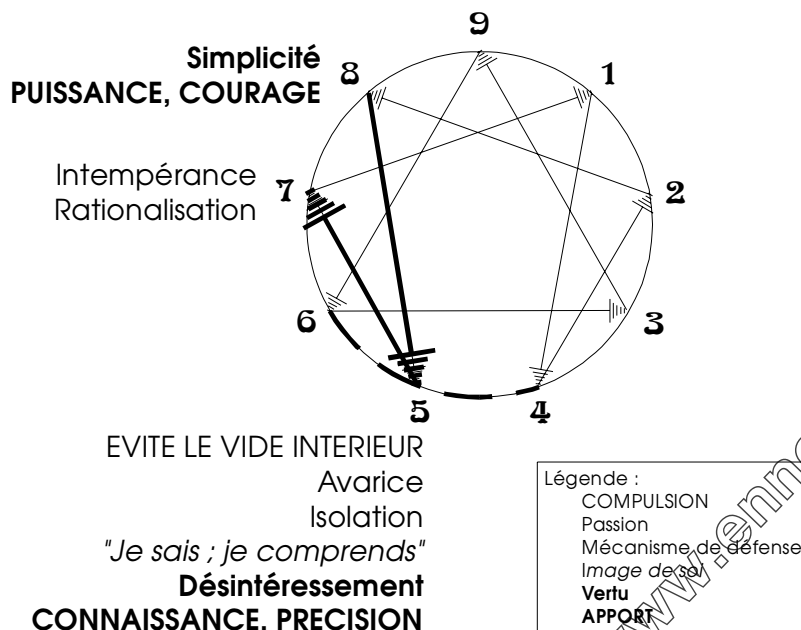 9
Simplicité
8
1
PUISSANCE, COURAGE
Intempérance
7
2
Rationalisation
6
3
5
4
EVITE LE VIDE INTERIEUR
Avarice
Isolation
"Je sais ; je comprends"
Désintéressement
CONNAISSANCE, PRECISION
Légende :
COMPULSION
Passion
Mécanisme de défense
Image de soi
Vertu
APPORT